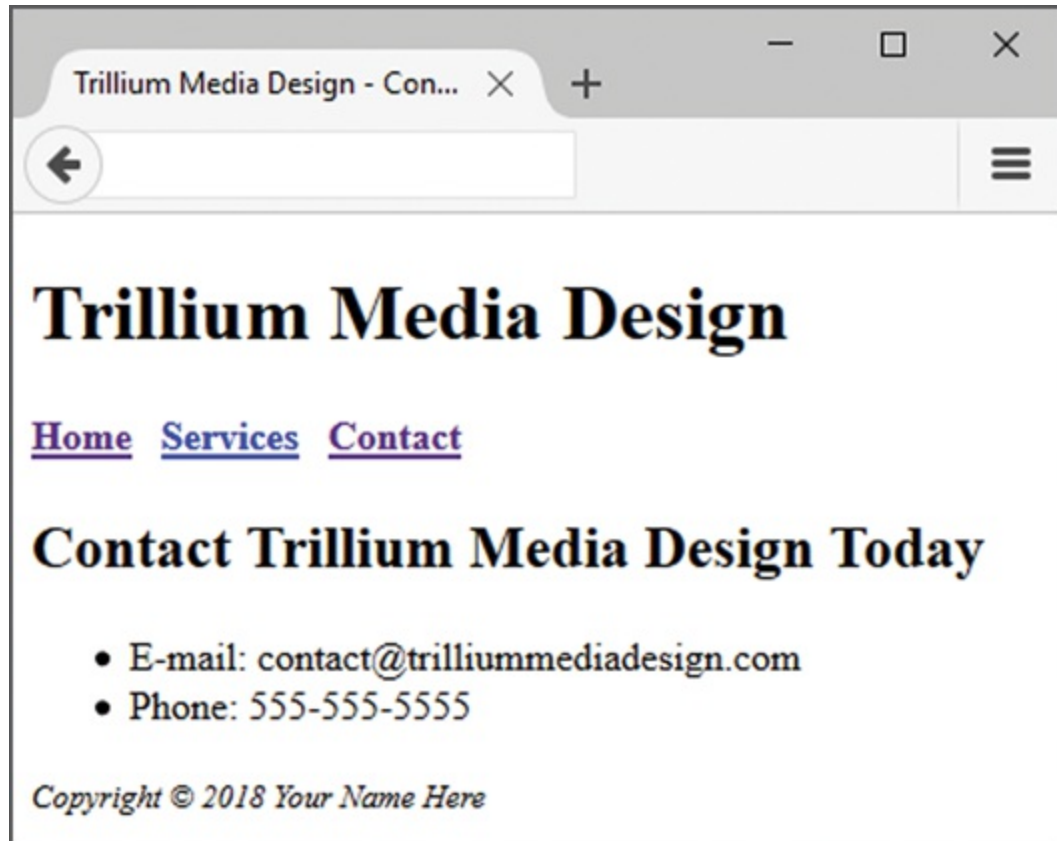 Trillium Media Design - Con...
Trillium Media Design
Home Services Contact
Contact Trillium Media Design Today
• E-mail: contact@trilliummediadesign.com
• Phone: 555-555-5555
Copyright © 2018 Your Name Here